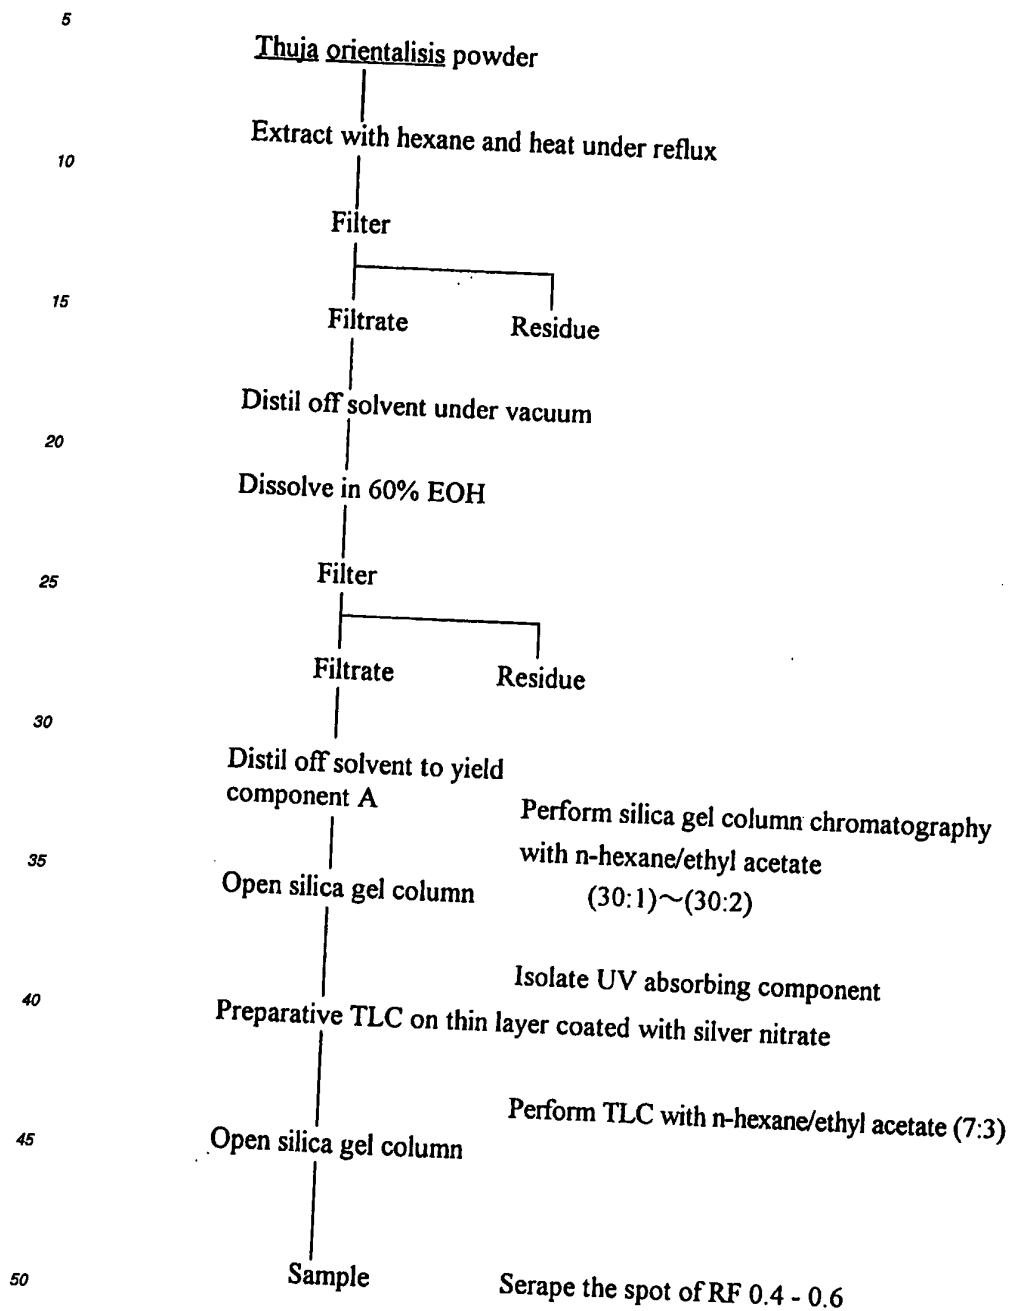 5
Thuja orientalisis powder
Extract with hexane and heat under reflux
10
Filter
15
Filtrate Residue
Distil off solvent under vacuum
20
Dissolve in 60% EOH
Filter
25
Filtrate Residue
30
Distil off solvent to yield
component A
Perform silica gel column chromatography
with n-hexane/ethyl acetate
35
Open silica gel column (30:1)~(30:2)
Isolate UV absorbing component
40
Preparative TLC on thin layer coated with silver nitrate
Perform TLC with n-hexane/ethyl acetate (7:3)
45
Open silica gel column
50
Sample Serape the spot of RF 0.4 - 0.6